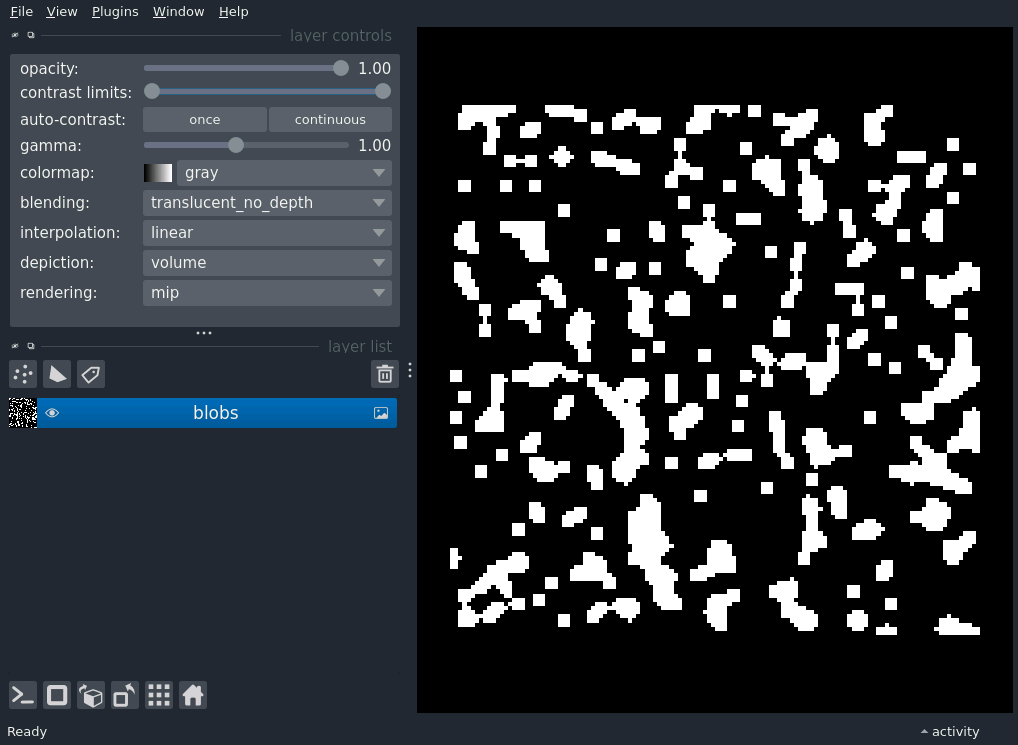 File View Plugins Window Help
layer controls
opacity: 1.00
contrast limits:
auto-contrast: once continuous
gamma: 1.00
colormap: gray
blending: translucent_no_depth
interpolation: linear
depiction: volume
rendering: mip
layer list
blobs
Ready activity